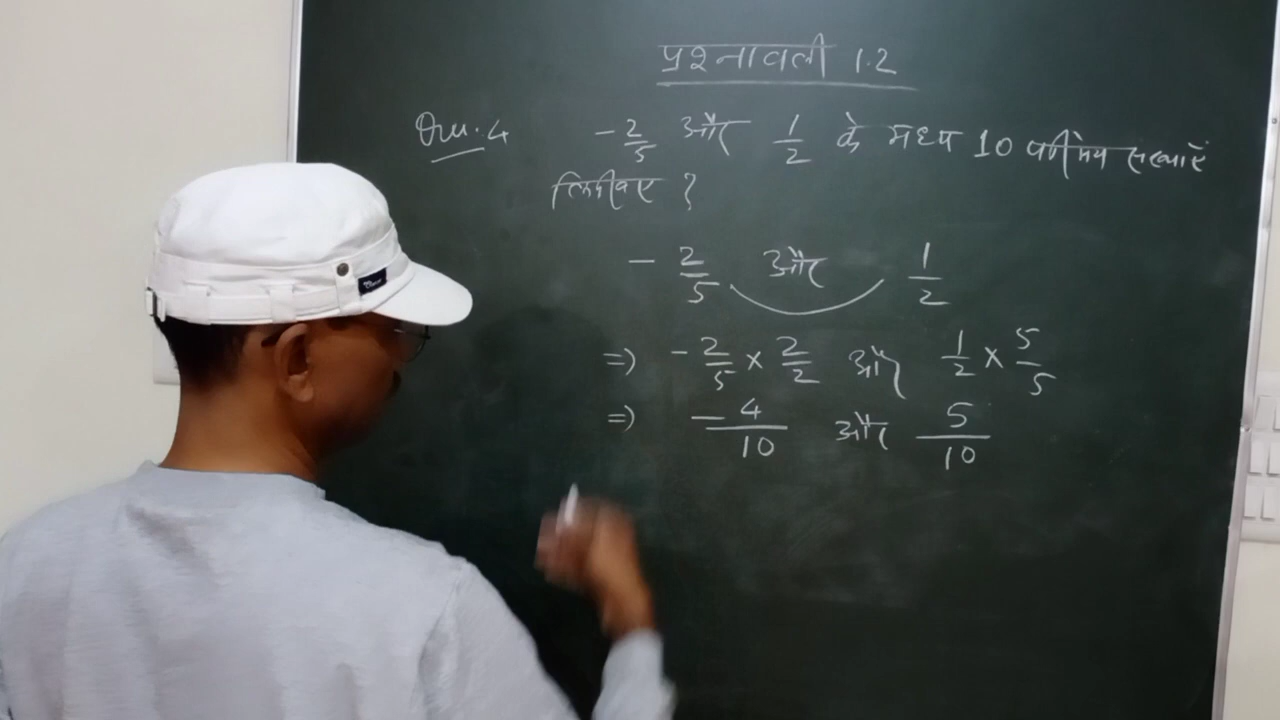 प्रश्नावली 1.2
Que.4 -2/5 और 1/2 के मध्य 10 परिमेय संख्याएं
लिखिए ?
- 2/5 और 1/2
=> -2/5 × 2/2 और 1/2 × 5/5
=> -4/10 और 5/10